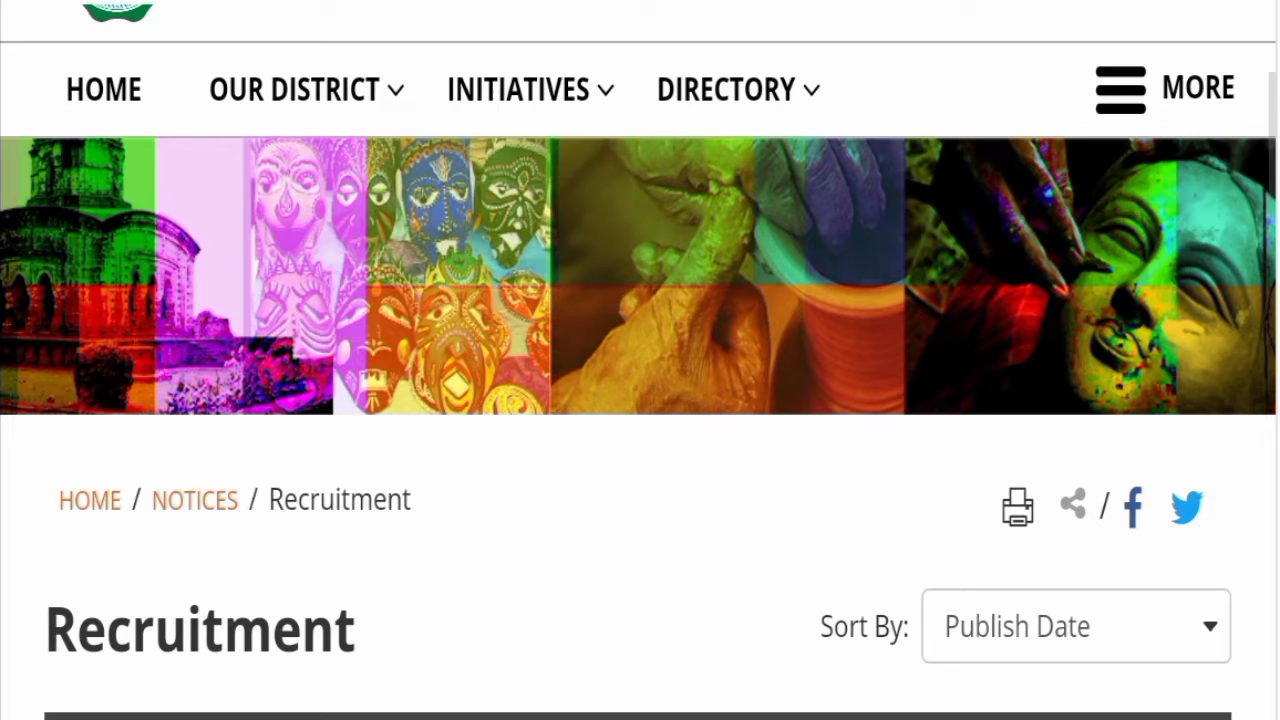 HOME OUR DISTRICT INITIATIVES DIRECTORY MORE
HOME / NOTICES / Recruitment /
Recruitment Sort By: Publish Date